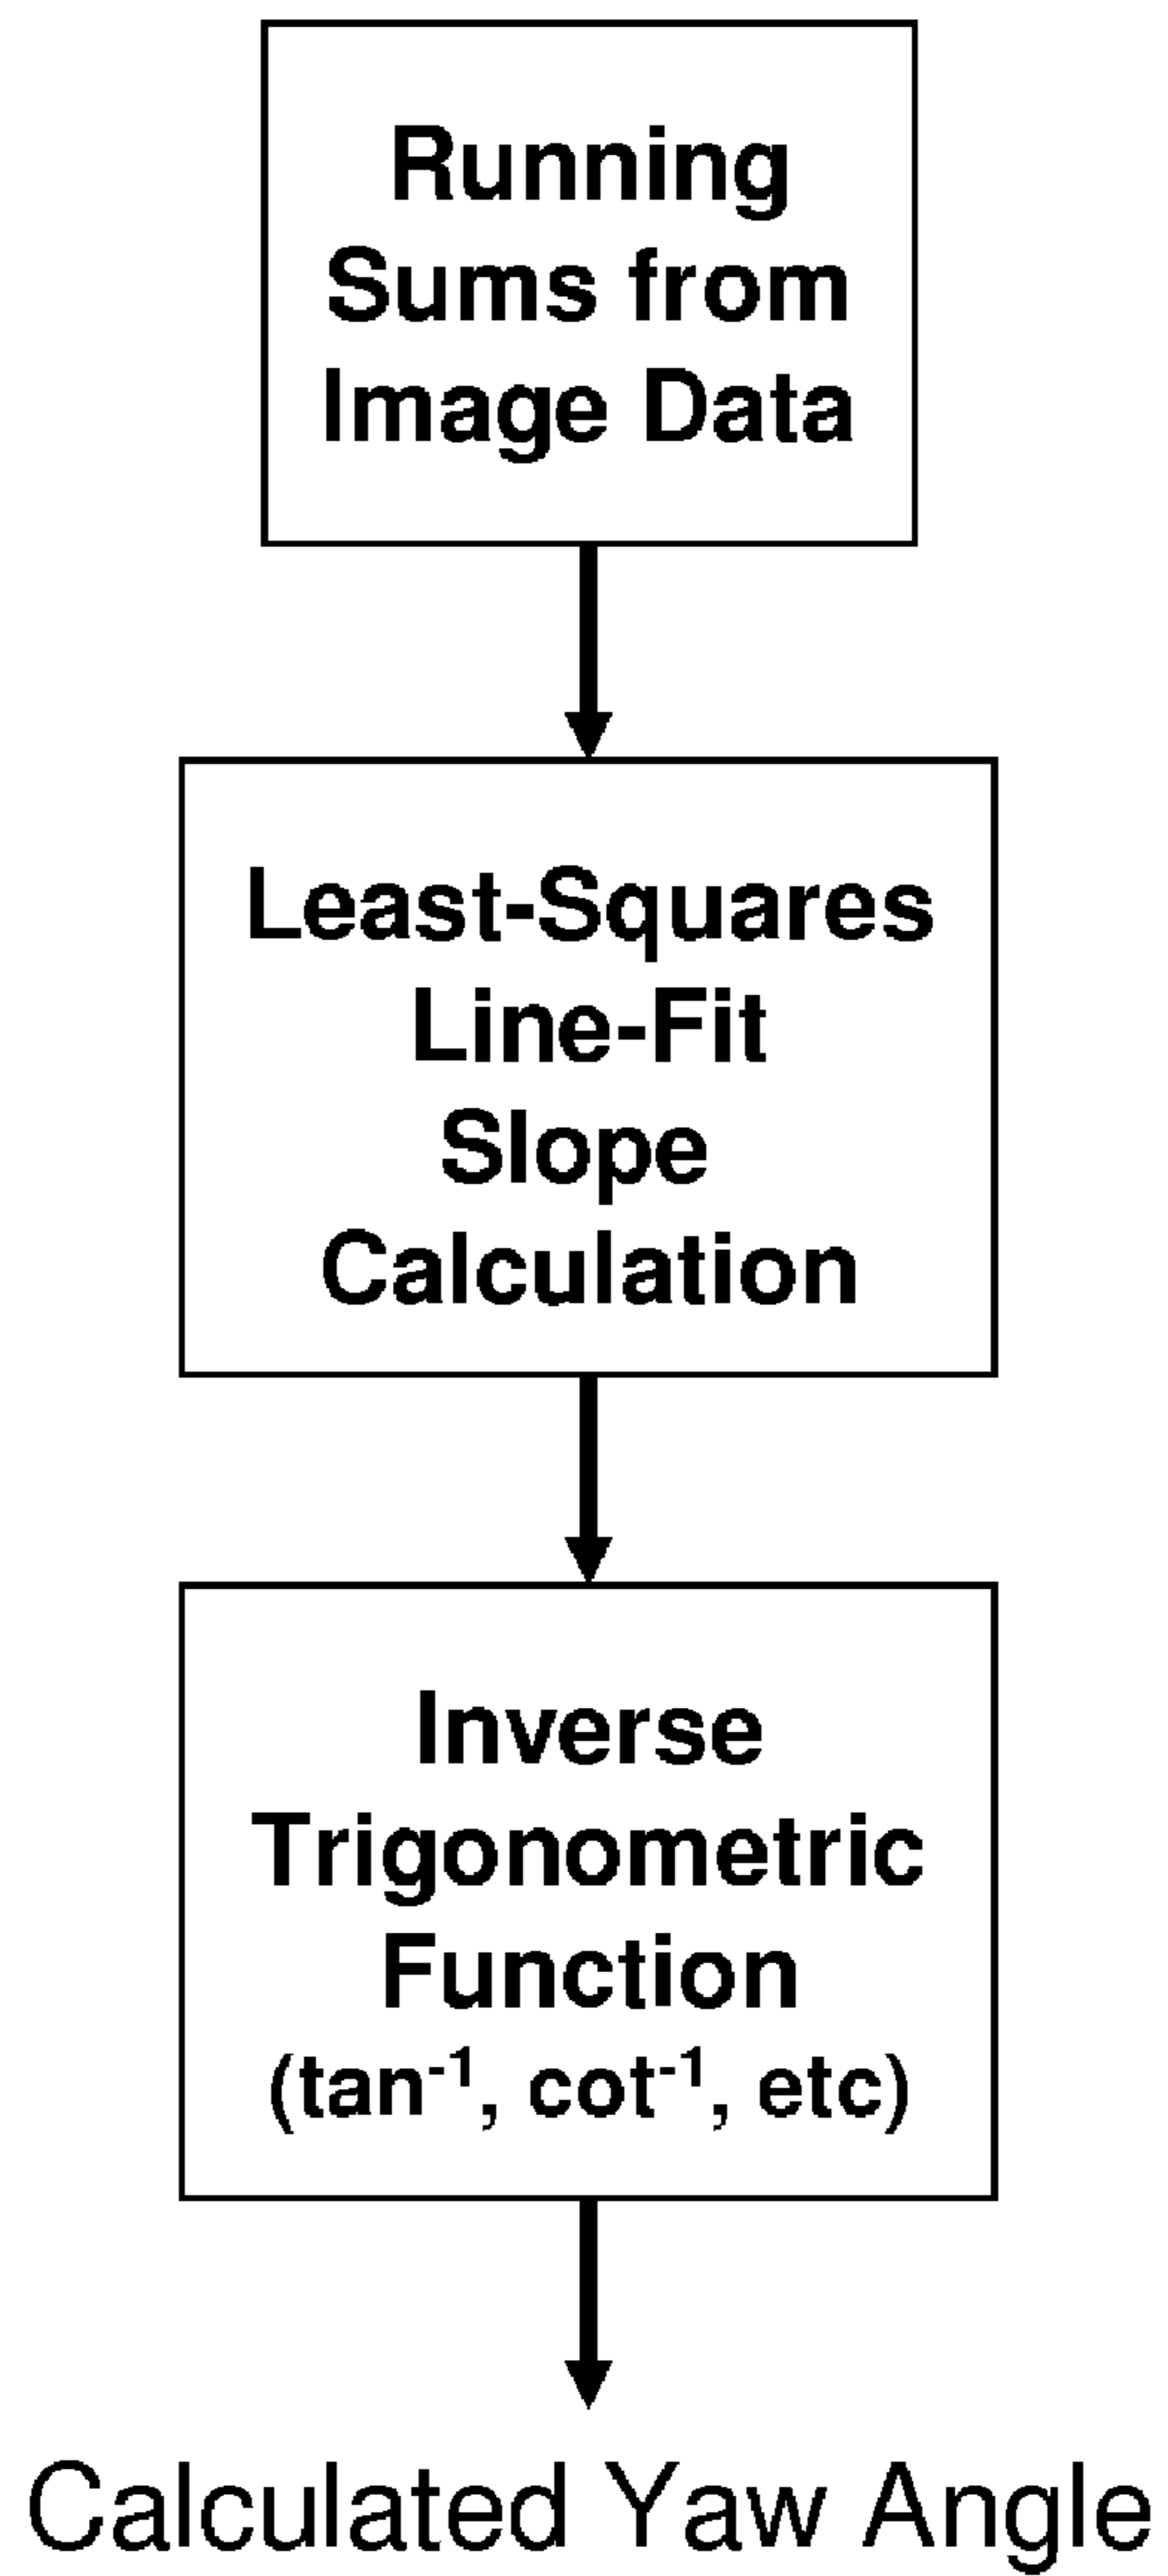 Running
Sums from
Image Data
Least-Squares
Line-Fit
Slope
Calculation
Inverse
Trigonometric
Function
(tan⁻¹, cot⁻¹, etc)
Calculated Yaw Angle